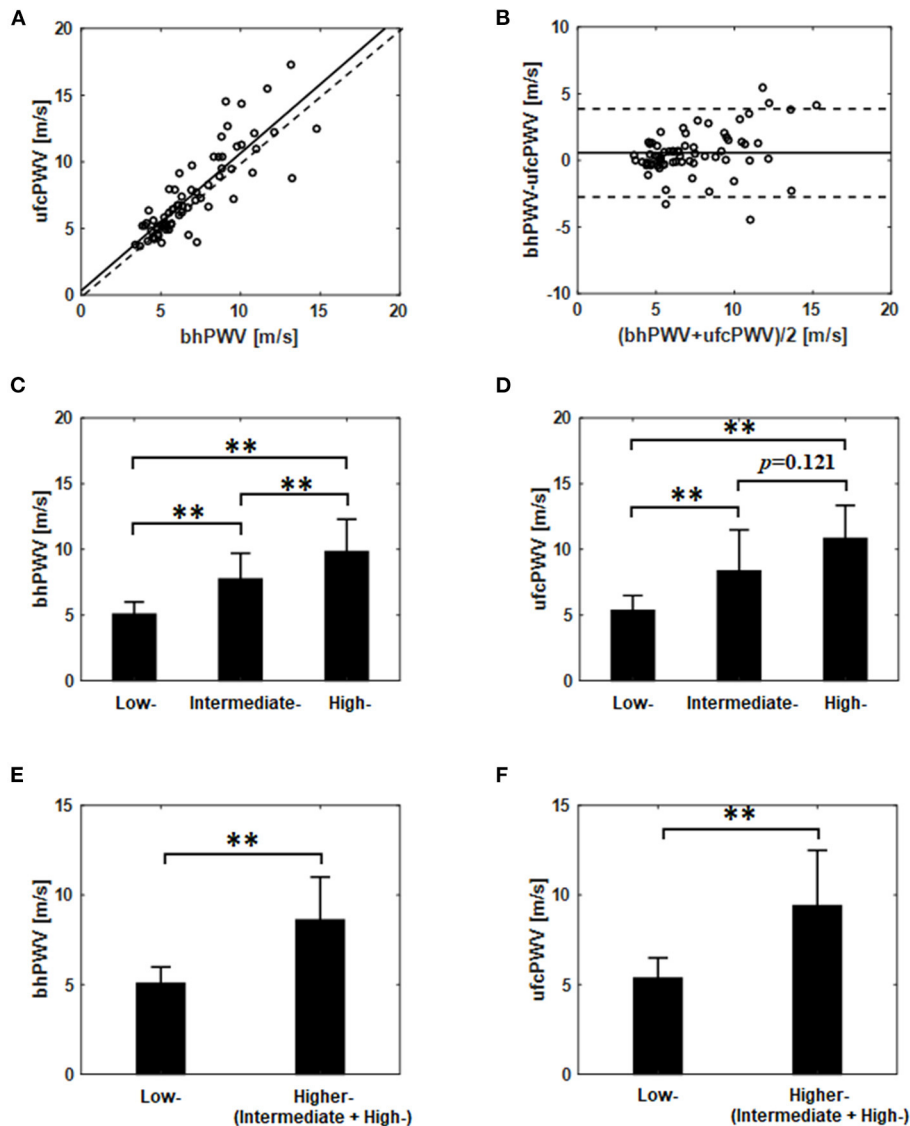 A
20
15
10
5
0
ufcPWV [m/s]
0 5 10 15 20
bhPWV [m/s]
B
10
5
0
-5
-10
bhPWV-ufcPWV [m/s]
0 5 10 15 20
(bhPWV+ufcPWV)/2 [m/s]
C
20
15
10
5
0
bhPWV [m/s]
**
** **
Low- Intermediate- High-
D
20
15
10
5
0
ufcPWV [m/s]
**
p=0.121
**
Low- Intermediate- High-
E
15
10
5
0
bhPWV [m/s]
**
Low- Higher-
(Intermediate + High-)
F
15
10
5
0
ufcPWV [m/s]
**
Low- Higher-
(Intermediate + High-)